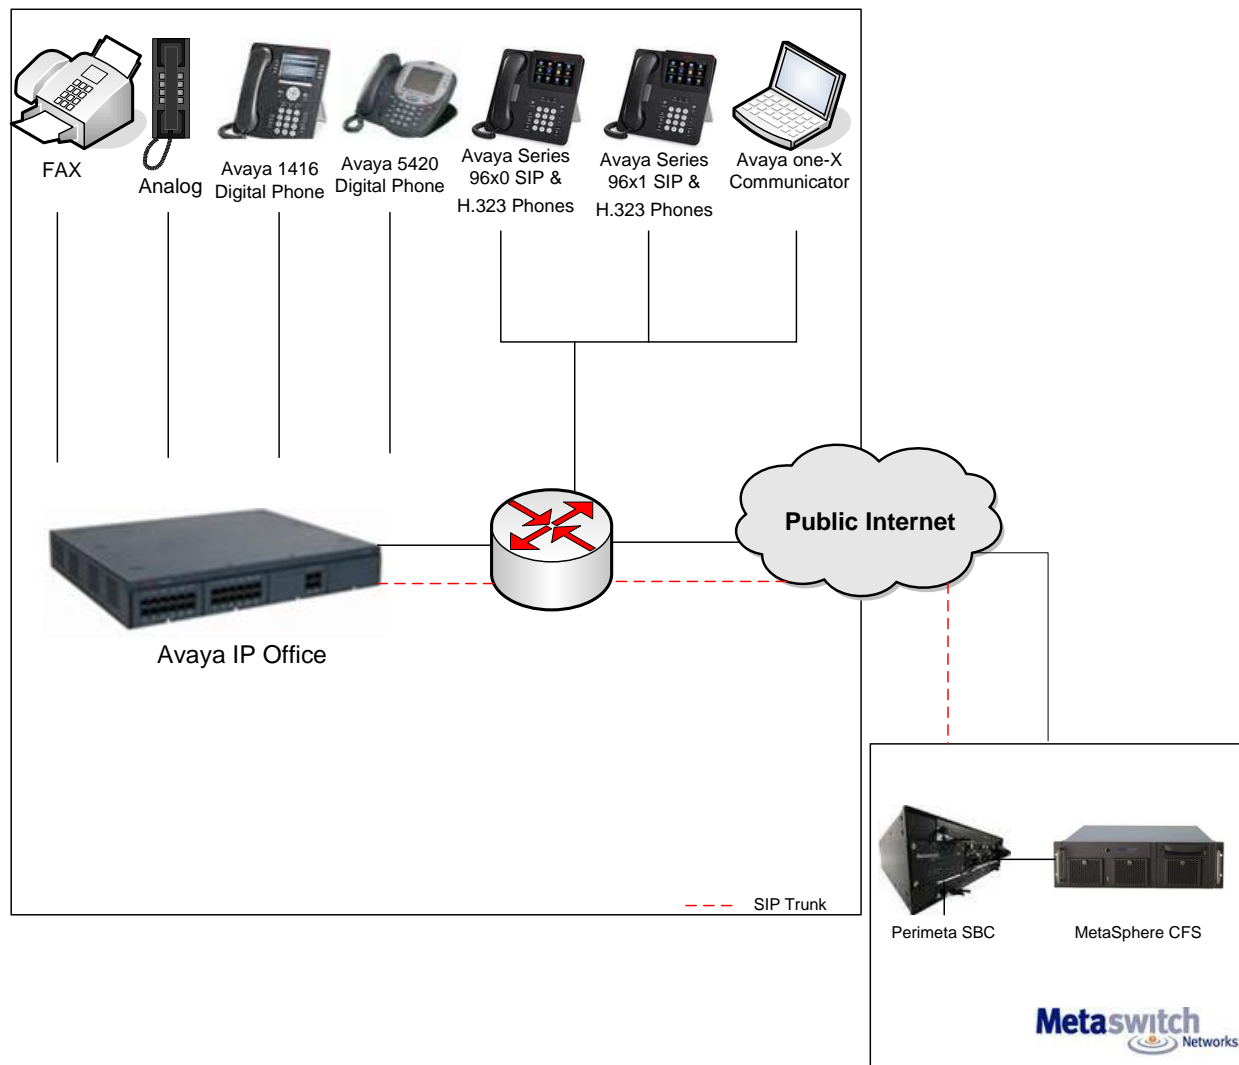 FAX
Analog
Avaya 1416
Digital Phone
Avaya 5420
Digital Phone
Avaya Series
96x0 SIP &
H.323 Phones
Avaya Series
96x1 SIP &
H.323 Phones
Avaya one-X
Communicator
Public Internet
Avaya IP Office
SIP Trunk
Perimeta SBC
MetaSphere CFS
Metaswitch
Networks